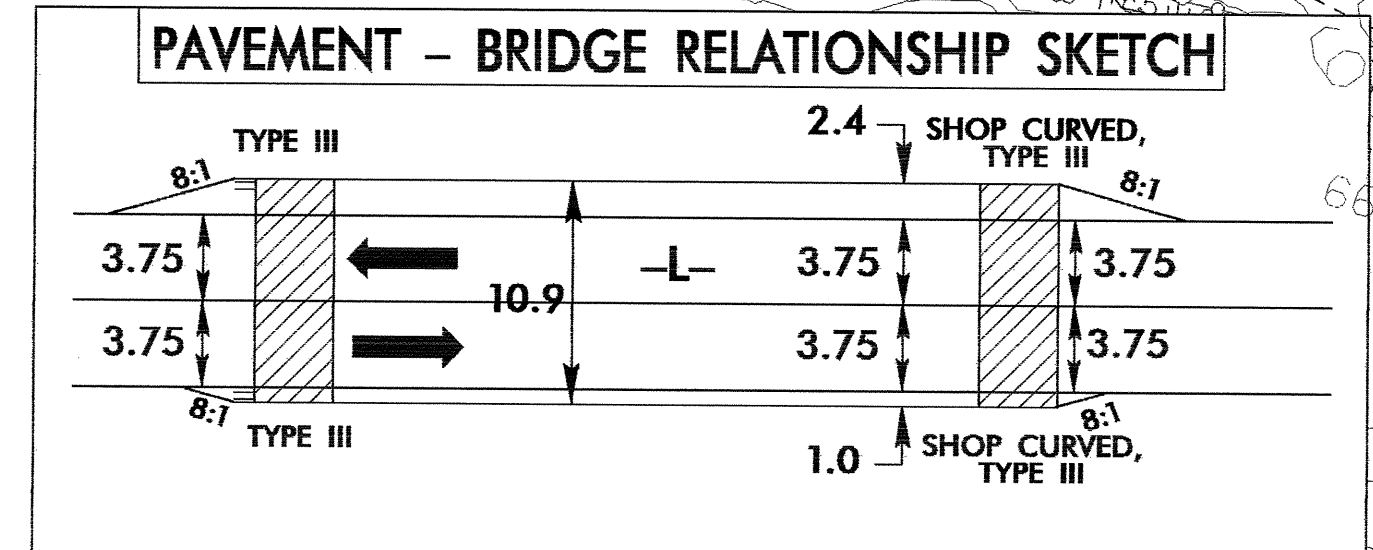 PAVEMENT – BRIDGE RELATIONSHIP SKETCH
2.4
SHOP CURVED,
TYPE III
TYPE III
8:1
8:1
3.75
–L–
3.75
3.75
10.9
3.75
3.75
3.75
8:1
8:1
TYPE III
1.0
SHOP CURVED,
TYPE III
66